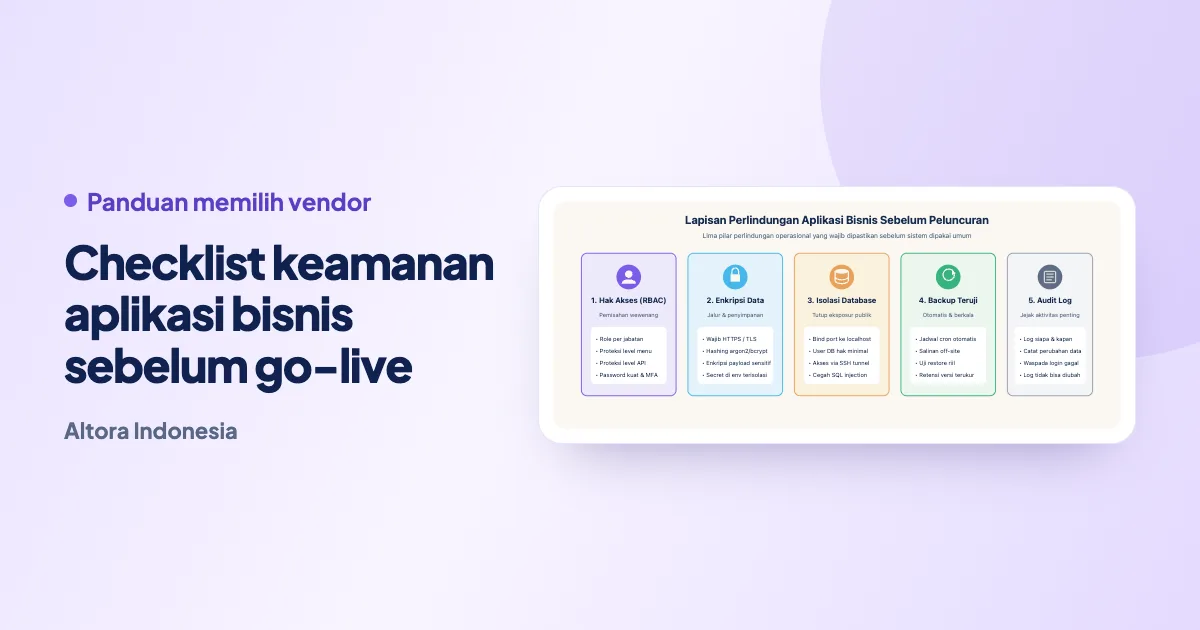 Panduan memilih vendor
Checklist keamanan
aplikasi bisnis
sebelum go-live
Altora Indonesia
Lapisan Perlindungan Aplikasi Bisnis Sebelum Peluncuran
Lima pilar perlindungan operasional yang wajib dipastikan sebelum sistem dipakai umum
1. Hak Akses (RBAC)
Pemisahan wewenang
• Role per jabatan
• Proteksi level menu
• Proteksi level API
• Password kuat & MFA
2. Enkripsi Data
Jalur & penyimpanan
• Wajib HTTPS / TLS
• Hashing argon2/bcrypt
• Enkripsi payload sensitif
• Secret di env terisolasi
3. Isolasi Database
Tutup eksposur publik
• Bind port ke localhost
• User DB hak minimal
• Akses via SSH tunnel
• Cegah SQL injection
4. Backup Teruji
Otomatis & berkala
• Jadwal cron otomatis
• Salinan off-site
• Uji restore riil
• Retensi versi terukur
5. Audit Log
Jejak aktivitas penting
• Log siapa & kapan
• Catat perubahan data
• Waspada login gagal
• Log tidak bisa diubah